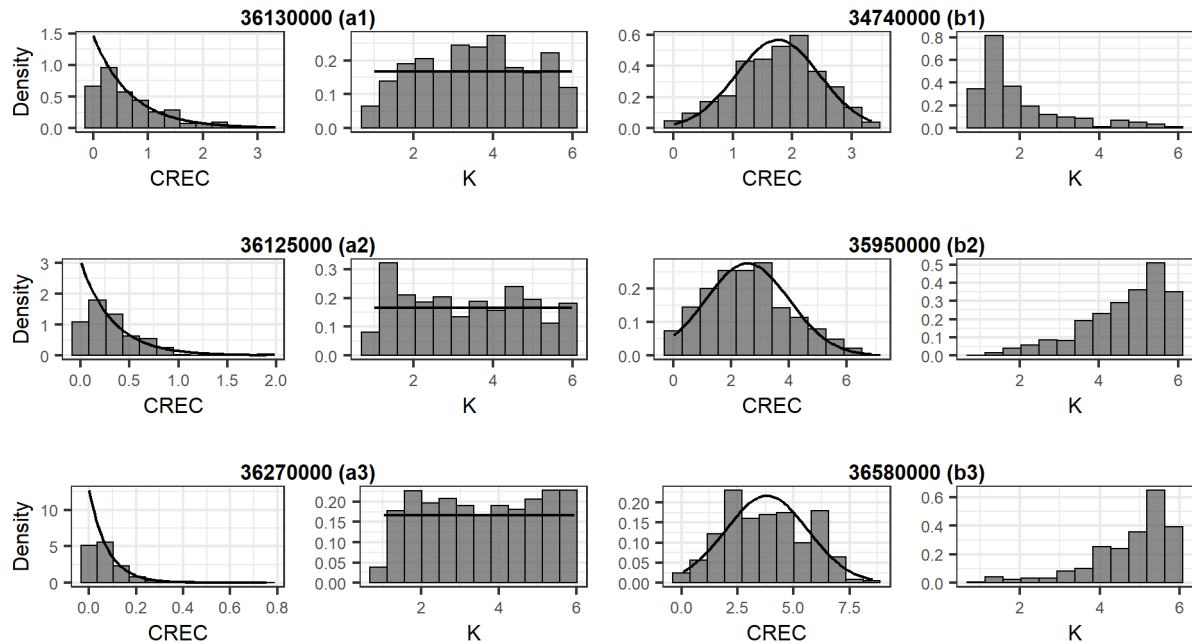 36130000 (a1)
34740000 (b1)
Density
1.5
1.0
0.5
0.0
0 1 2 3
CREC
0.2
0.1
0.0
2 4 6
K
0.6
0.4
0.2
0.0
0 1 2 3
CREC
0.8
0.6
0.4
0.2
0.0
2 4 6
K
36125000 (a2)
35950000 (b2)
Density
3
2
1
0
0.0 0.5 1.0 1.5 2.0
CREC
0.3
0.2
0.1
0.0
2 4 6
K
0.2
0.1
0.0
0 2 4 6
CREC
0.5
0.4
0.3
0.2
0.1
0.0
2 4 6
K
36270000 (a3)
36580000 (b3)
Density
10
5
0
0.0 0.2 0.4 0.6 0.8
CREC
0.20
0.15
0.10
0.05
0.00
2 4 6
K
0.20
0.15
0.10
0.05
0.00
0.0 2.5 5.0 7.5
CREC
0.6
0.4
0.2
0.0
2 4 6
K